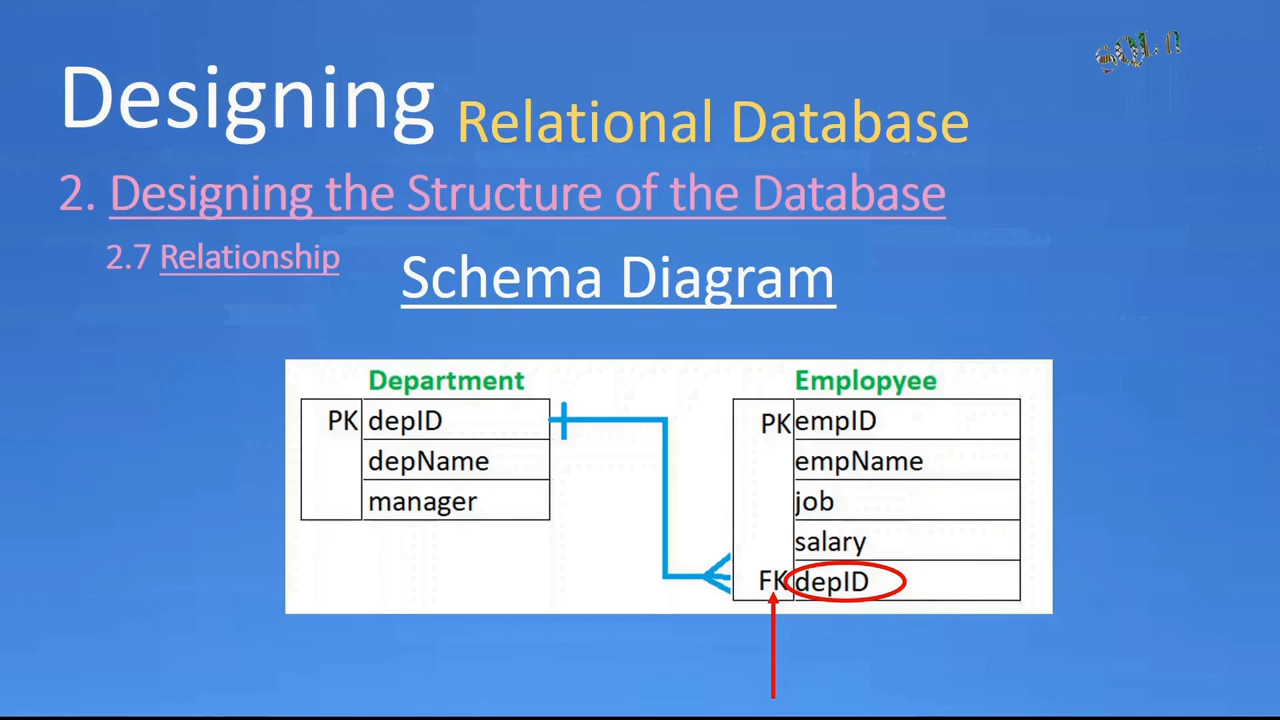 Designing Relational Database
2. Designing the Structure of the Database
2.7 Relationship
Schema Diagram
Department
PK depID
depName
manager
Emplopyee
PK empID
empName
job
salary
FK depID